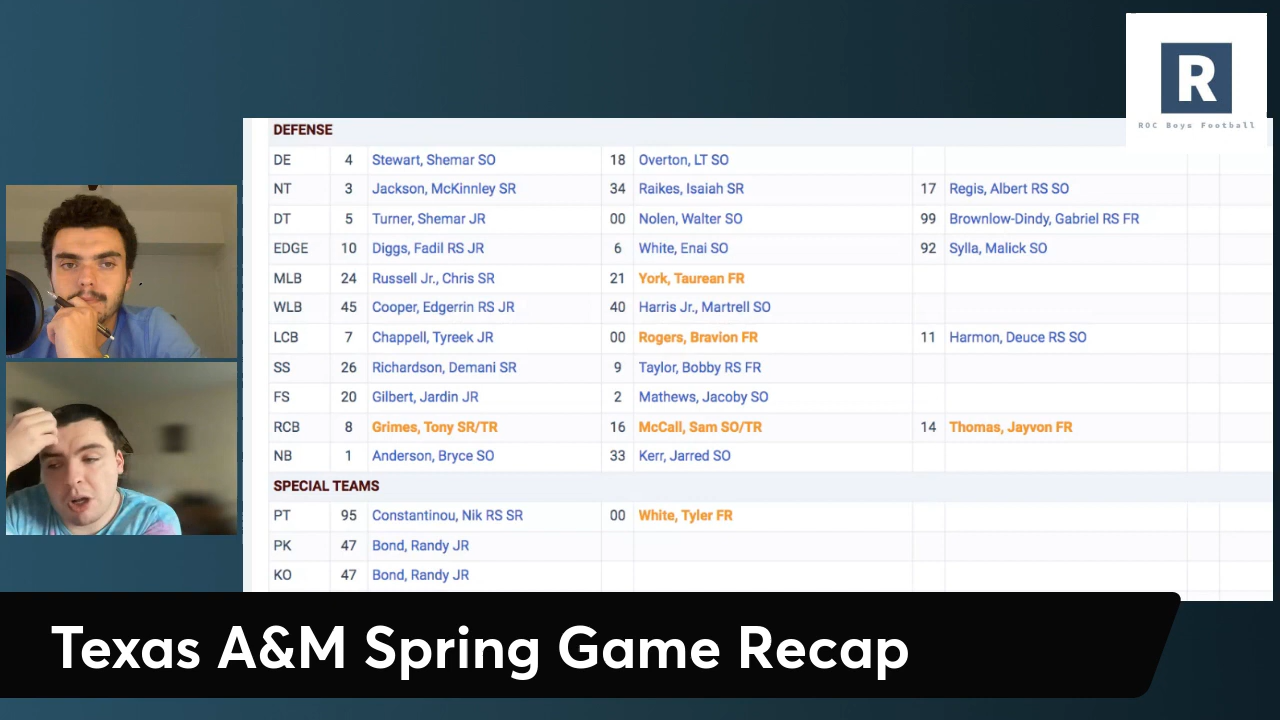 R
ROC Boys Football
DEFENSE
DE 4 Stewart, Shemar SO 18 Overton, LT SO
NT 3 Jackson, McKinnley SR 34 Raikes, Isaiah SR 17 Regis, Albert RS SO
DT 5 Turner, Shemar JR 00 Nolen, Walter SO 99 Brownlow-Dindy, Gabriel RS FR
EDGE 10 Diggs, Fadil RS JR 6 White, Enai SO 92 Sylla, Malick SO
MLB 24 Russell Jr., Chris SR 21 York, Taurean FR
WLB 45 Cooper, Edgerrin RS JR 40 Harris Jr., Martrell SO
LCB 7 Chappell, Tyreek JR 00 Rogers, Bravion FR 11 Harmon, Deuce RS SO
SS 26 Richardson, Demani SR 9 Taylor, Bobby RS FR
FS 20 Gilbert, Jardin JR 2 Mathews, Jacoby SO
RCB 8 Grimes, Tony SR/TR 16 McCall, Sam SO/TR 14 Thomas, Jayvon FR
NB 1 Anderson, Bryce SO 33 Kerr, Jarred SO
SPECIAL TEAMS
PT 95 Constantinou, Nik RS SR 00 White, Tyler FR
PK 47 Bond, Randy JR
KO 47 Bond, Randy JR
Texas A&M Spring Game Recap